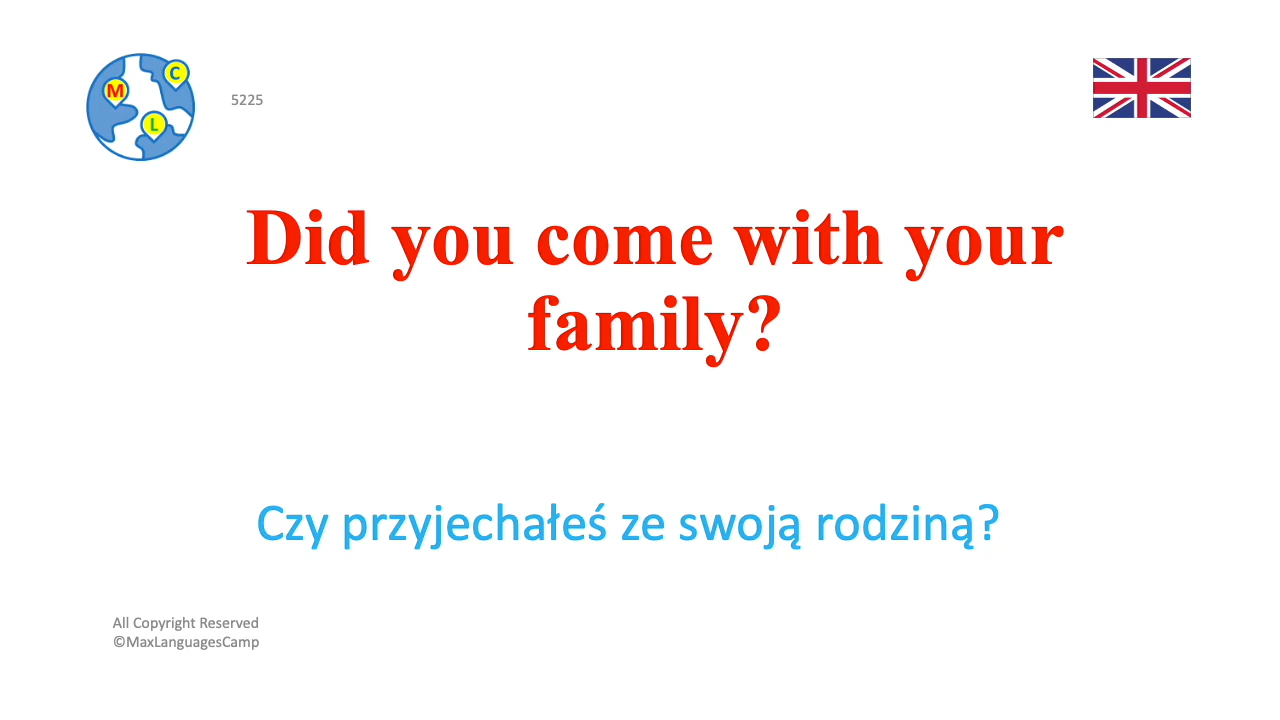 M
C
L
5225
Did you come with your
family?
Czy przyjechałeś ze swoją rodziną?
All Copyright Reserved
©MaxLanguagesCamp